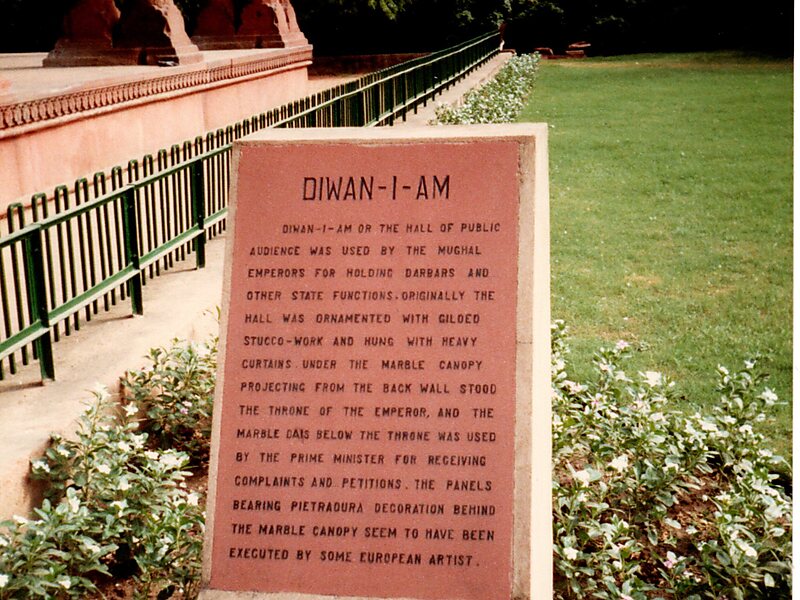 DIWAN-I-AM
DIWAN-I-AM OR THE HALL OF PUBLIC
AUDIENCE WAS USED BY THE MUGHAL
EMPERORS FOR HOLDING DARBARS AND
OTHER STATE FUNCTIONS. ORIGINALLY THE
HALL WAS ORNAMENTED WITH GILDED
STUCCO-WORK AND HUNG WITH HEAVY
CURTAINS UNDER THE MARBLE CANOPY
PROJECTING FROM THE BACK WALL STOOD
THE THRONE OF THE EMPEROR, AND THE
MARBLE DAIS BELOW THE THRONE WAS USED
BY THE PRIME MINISTER FOR RECEIVING
COMPLAINTS AND PETITIONS. THE PANELS
BEARING PIETRADURA DECORATION BEHIND
THE MARBLE CANOPY SEEM TO HAVE BEEN
EXECUTED BY SOME EUROPEAN ARTIST.